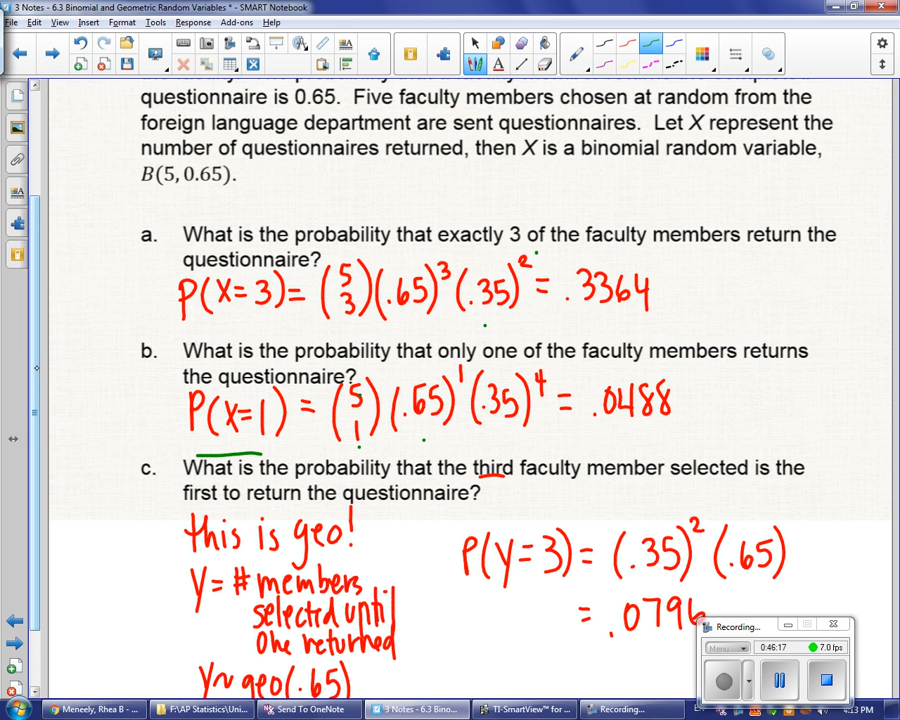 3 Notes - 6.3 Binomial and Geometric Random Variables * - SMART Notebook
File Edit View Insert Format Tools Response Add-ons Help
questionnaire is 0.65. Five faculty members chosen at random from the
foreign language department are sent questionnaires. Let X represent the
number of questionnaires returned, then X is a binomial random variable,
B(5,0.65).
a. What is the probability that exactly 3 of the faculty members return the
questionnaire?
P(X=3)= (5 3)(.65)^3 (.35)^2 = .3364
b. What is the probability that only one of the faculty members returns
the questionnaire?
P(X=1) = (5 1) (.65)^1 (.35)^4 = .0488
c. What is the probability that the third faculty member selected is the
first to return the questionnaire?
this is geo!
Y = # members
selected until
one returned
Y~geo(.65)
P(Y=3) = (.35)^2 (.65)
= .0796
Recording...
Menu
0:46:17
7.0 fps
Meneely, Rhea B - ...
F:\AP Statistics\Uni...
Send To OneNote
3 Notes - 6.3 Binomi...
TI-SmartView™ for ...
Recording...
4:13 PM